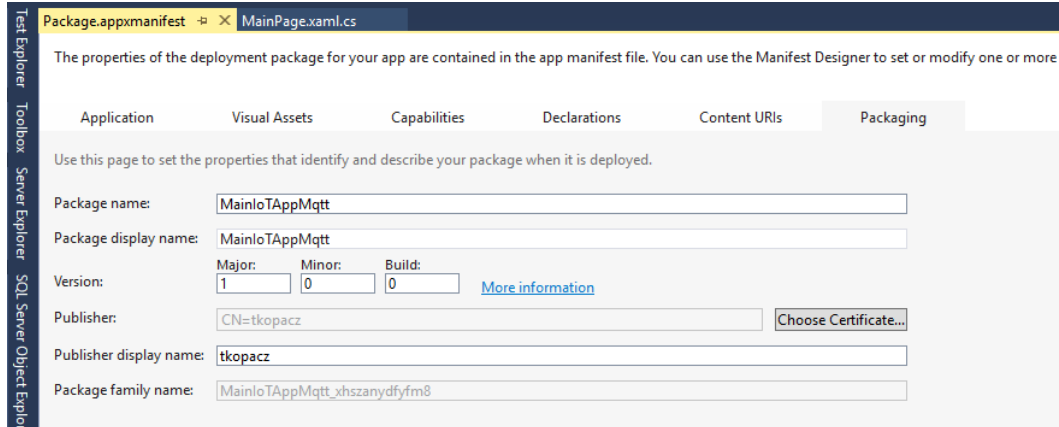 Package.appxmanifest MainPage.xaml.cs
The properties of the deployment package for your app are contained in the app manifest file. You can use the Manifest Designer to set or modify one or more
Application Visual Assets Capabilities Declarations Content URIs Packaging
Use this page to set the properties that identify and describe your package when it is deployed.
Package name: MainIoTAppMqtt
Package display name: MainIoTAppMqtt
Major: Minor: Build:
Version: 1 0 0 More information
Publisher: CN=tkopacz Choose Certificate...
Publisher display name: tkopacz
Package family name: MainIoTAppMqtt_xhszanydfyfm8
Test Explorer
Toolbox
Server Explorer
SQL Server Object Explo